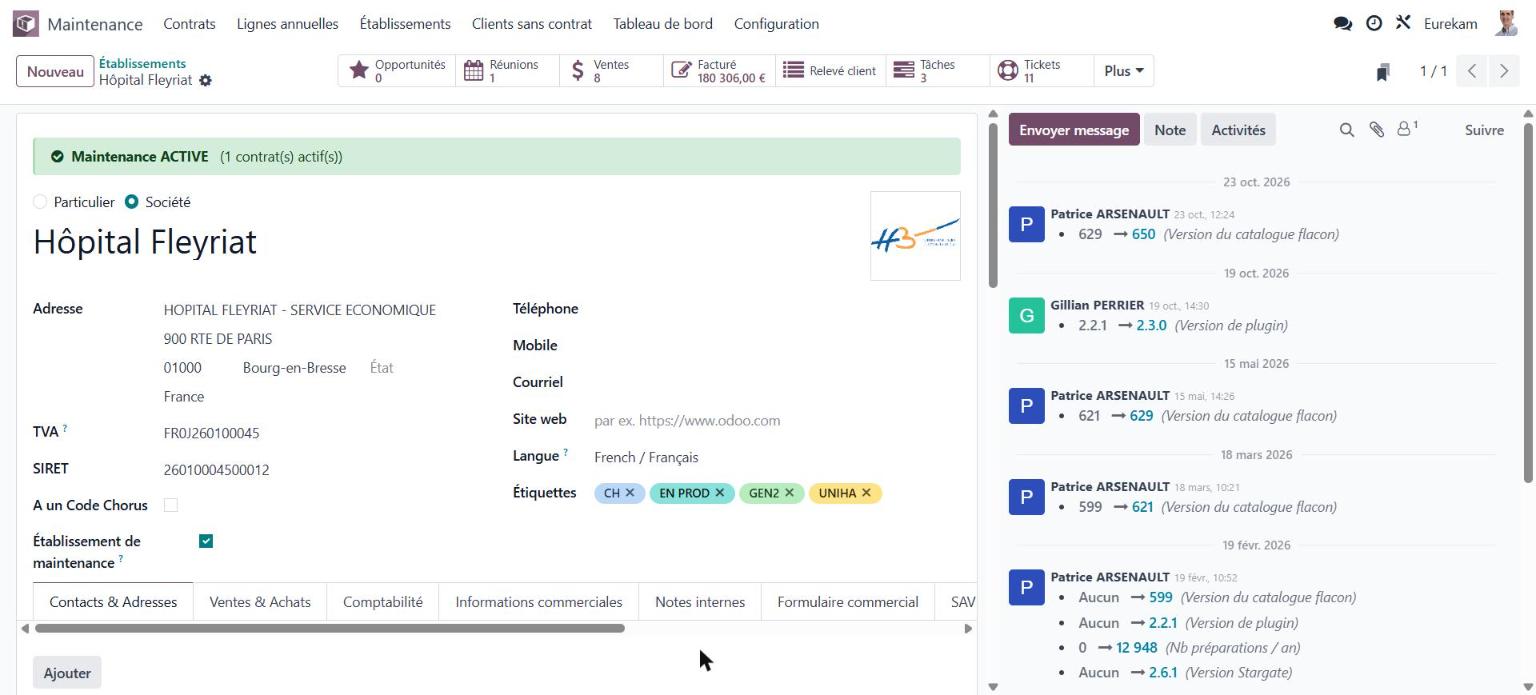 Maintenance Contrats Lignes annuelles Établissements Clients sans contrat Tableau de bord Configuration Eurekam
Nouveau
Établissements
Hôpital Fleyriat
Opportunités
0
Réunions
1
Ventes
8
Facturé
180 306,00 €
Relevé client
Tâches
3
Tickets
11
Plus
1 / 1
Maintenance ACTIVE (1 contrat(s) actif(s))
Particulier Société
Hôpital Fleyriat
Adresse
HOPITAL FLEYRIAT - SERVICE ECONOMIQUE
900 RTE DE PARIS
01000 Bourg-en-Bresse État
France
TVA ? FR0J260100045
SIRET 26010004500012
A un Code Chorus
Établissement de
maintenance ?
Téléphone
Mobile
Courriel
Site web par ex. https://www.odoo.com
Langue ? French / Français
Étiquettes CH EN PROD GEN2 UNIHA
Contacts & Adresses Ventes & Achats Comptabilité Informations commerciales Notes internes Formulaire commercial SAV
Ajouter
Envoyer message Note Activités 1 Suivre
23 oct. 2026
P
Patrice ARSENAULT 23 oct., 12:24
• 629 → 650 (Version du catalogue flacon)
19 oct. 2026
G
Gillian PERRIER 19 oct., 14:30
• 2.2.1 → 2.3.0 (Version de plugin)
15 mai 2026
P
Patrice ARSENAULT 15 mai, 14:26
• 621 → 629 (Version du catalogue flacon)
18 mars 2026
P
Patrice ARSENAULT 18 mars, 10:21
• 599 → 621 (Version du catalogue flacon)
19 févr. 2026
P
Patrice ARSENAULT 19 févr., 10:52
• Aucun → 599 (Version du catalogue flacon)
• Aucun → 2.2.1 (Version de plugin)
• 0 → 12 948 (Nb préparations / an)
• Aucun → 2.6.1 (Version Stargate)